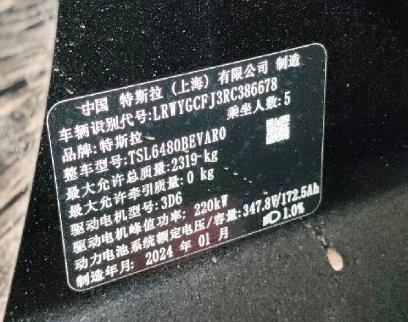 中国 特斯拉（上海）有限公司 制造
车辆识别代号:LRWYGCFJ3RC386678
品牌: 特斯拉 乘坐人数: 5
整车型号:TSL6480BEVAR0
最大允许总质量:2319-kg
最大允许牵引质量:0 kg
驱动电机型号: 3D6
驱动电机峰值功率: 220kW
动力电池系统额定电压/容量:347.8V/172.5Ah
制造年月: 2024 年 01 月 1.0%